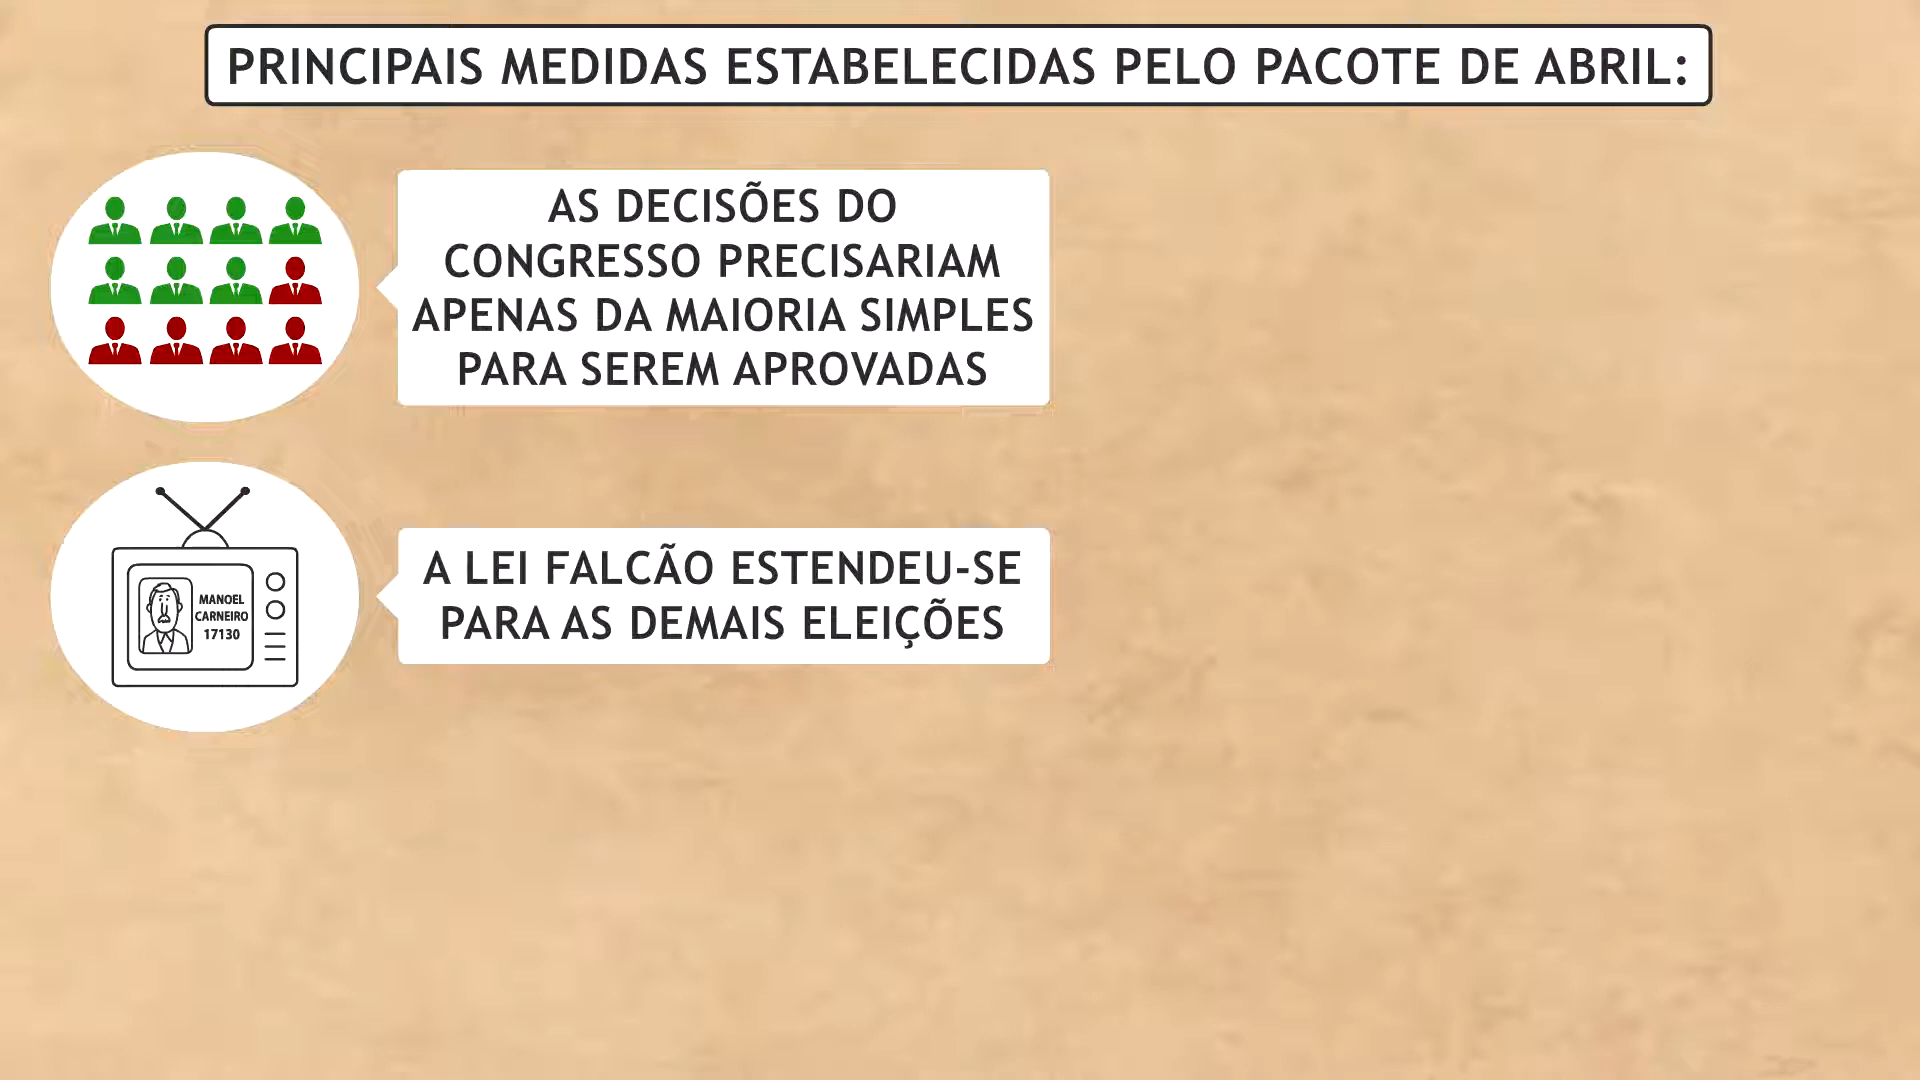 PRINCIPAIS MEDIDAS ESTABELECIDAS PELO PACOTE DE ABRIL:
AS DECISÕES DO
CONGRESSO PRECISARIAM
APENAS DA MAIORIA SIMPLES
PARA SEREM APROVADAS
MANOEL
CARNEIRO
17130
A LEI FALCÃO ESTENDEU-SE
PARA AS DEMAIS ELEIÇÕES